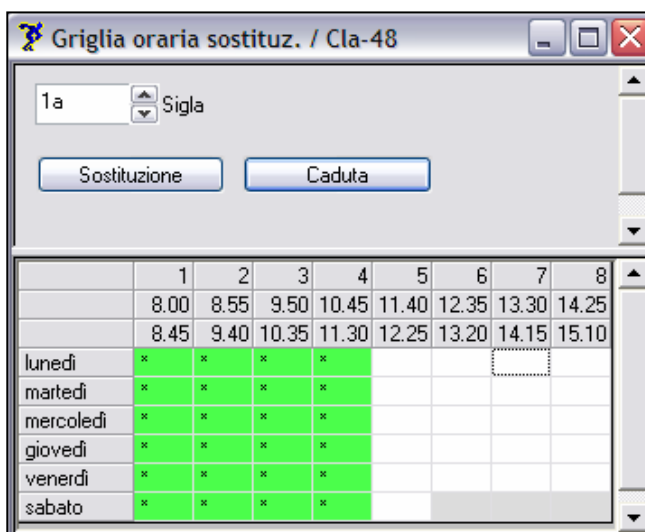 Griglia oraria sostituz. / Cla-48
1a Sigla
Sostituzione Caduta
1 2 3 4 5 6 7 8
8.00 8.55 9.50 10.45 11.40 12.35 13.30 14.25
8.45 9.40 10.35 11.30 12.25 13.20 14.15 15.10
lunedì * * * *
martedì * * * *
mercoledì * * * *
giovedì * * * *
venerdì * * * *
sabato * * * *